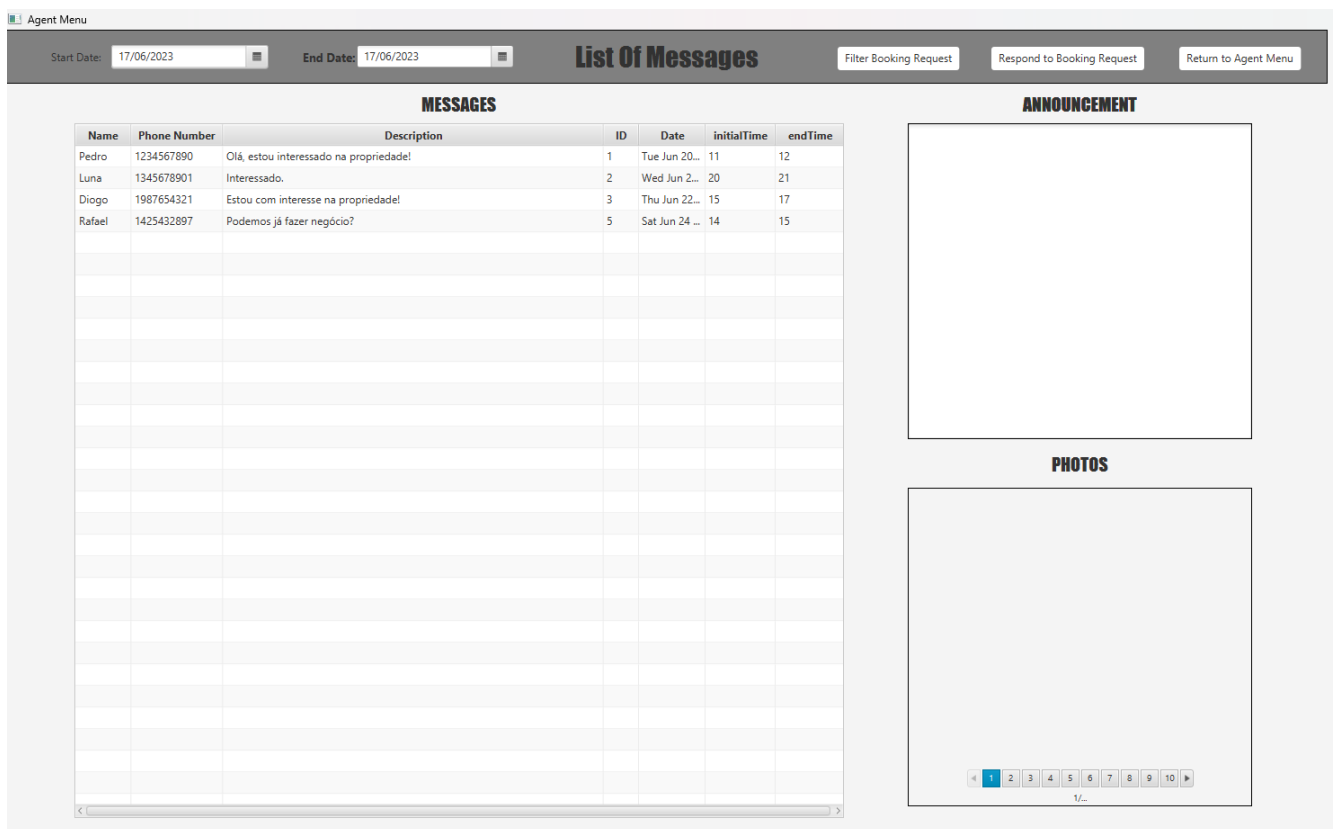 Agent Menu
Start Date: 17/06/2023 End Date: 17/06/2023 List Of Messages Filter Booking Request Respond to Booking Request Return to Agent Menu
MESSAGES
Name Phone Number Description ID Date initialTime endTime
Pedro 1234567890 Olá, estou interessado na propriedade! 1 Tue Jun 20... 11 12
Luna 1345678901 Interessado. 2 Wed Jun 2... 20 21
Diogo 1987654321 Estou com interesse na propriedade! 3 Thu Jun 22... 15 17
Rafael 1425432897 Podemos já fazer negócio? 5 Sat Jun 24 ... 14 15
ANNOUNCEMENT
PHOTOS
1 2 3 4 5 6 7 8 9 10
1/...